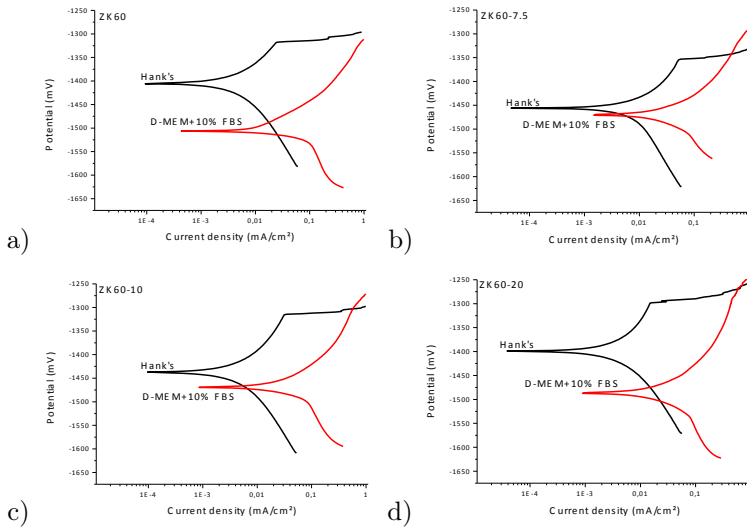 ZK60
-1250
-1300
-1350
-1400
-1450
-1500
-1550
-1600
-1650
Potential (mV)
Hank's
D-MEM+10% FBS
1E-4 1E-3 0,01 0,1 1
Current density (mA/cm²)
a)
ZK60-7.5
-1250
-1300
-1350
-1400
-1450
-1500
-1550
-1600
-1650
Potential (mV)
Hank's
D-MEM+10% FBS
1E-4 1E-3 0,01 0,1
Current density (mA/cm²)
b)
ZK60-10
-1250
-1300
-1350
-1400
-1450
-1500
-1550
-1600
-1650
Potential (mV)
Hank's
D-MEM+10% FBS
1E-4 1E-3 0,01 0,1 1
Current density (mA/cm²)
c)
ZK60-20
-1250
-1300
-1350
-1400
-1450
-1500
-1550
-1600
-1650
Potential (mV)
Hank's
D-MEM+10% FBS
1E-4 1E-3 0,01 0,1
Current density (mA/cm²)
d)